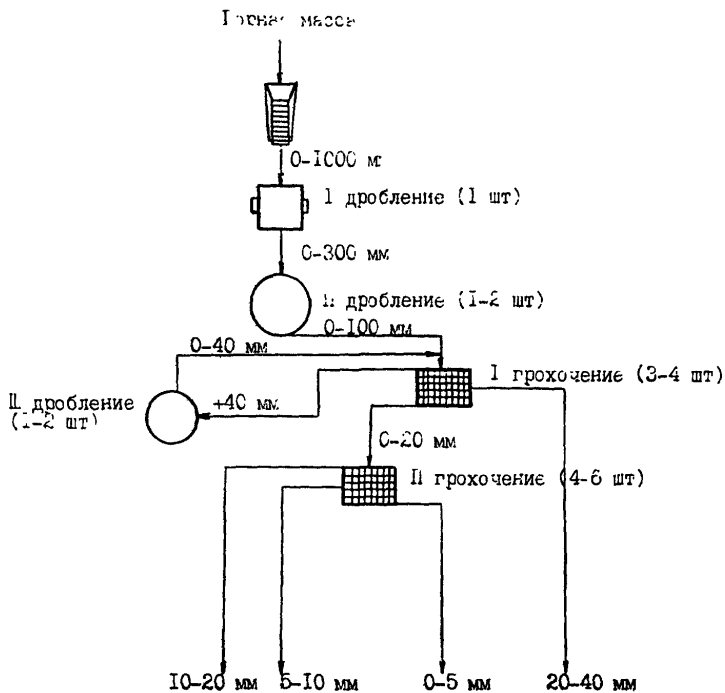 Горная масса
0-1000 мм
I дробление (1 шт)
0-300 мм
II дробление (1-2 шт)
0-100 мм
0-40 мм
I грохочение (3-4 шт)
II дробление
(1-2 шт)
+40 мм
0-20 мм
II грохочение (4-6 шт)
10-20 мм
5-10 мм
0-5 мм
20-40 мм